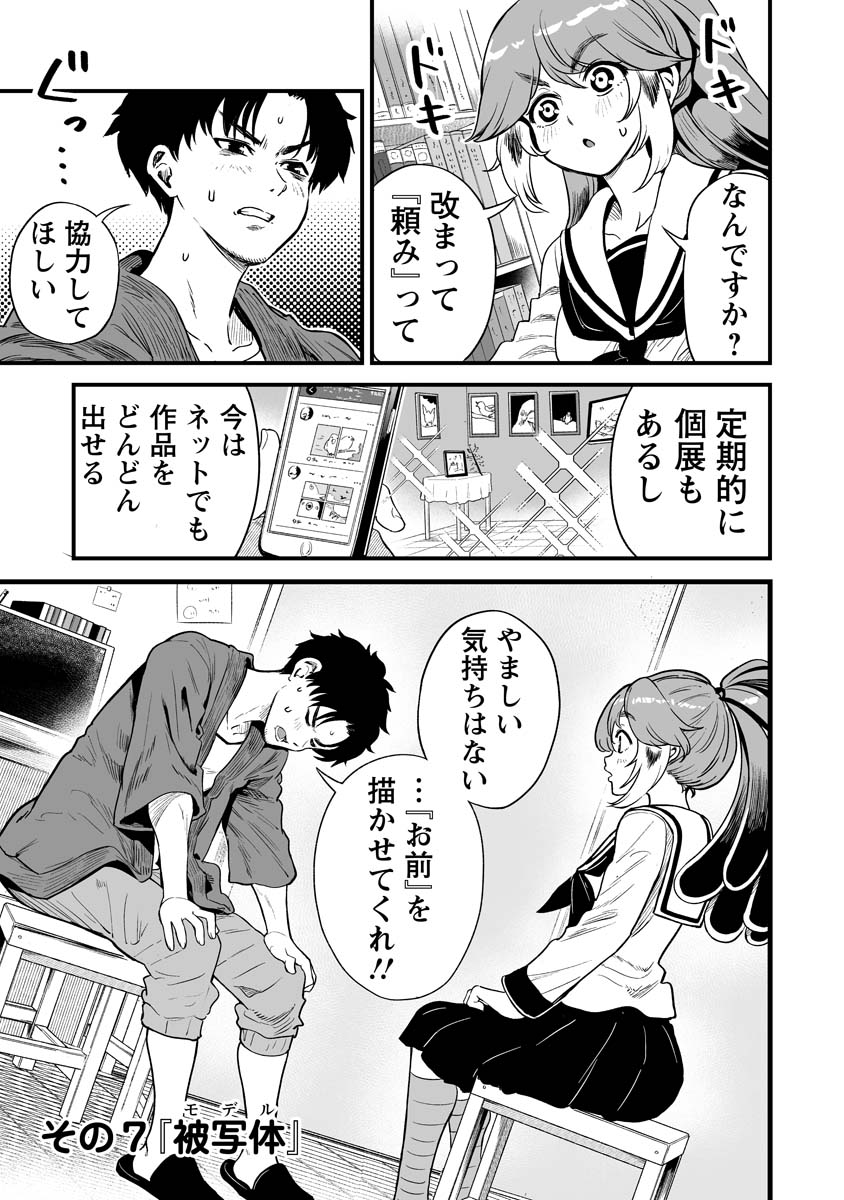 ドキ
ドキ
なんですか?
改まって
『頼み』って
ぐっ…
協力して
ほしい
定期的に
個展も
あるし
今は
ネットでも
作品を
どんどん
出せる
やましい
気持ちはない
…『お前』を
描かせてくれ!!
その7『被写体』
モデル